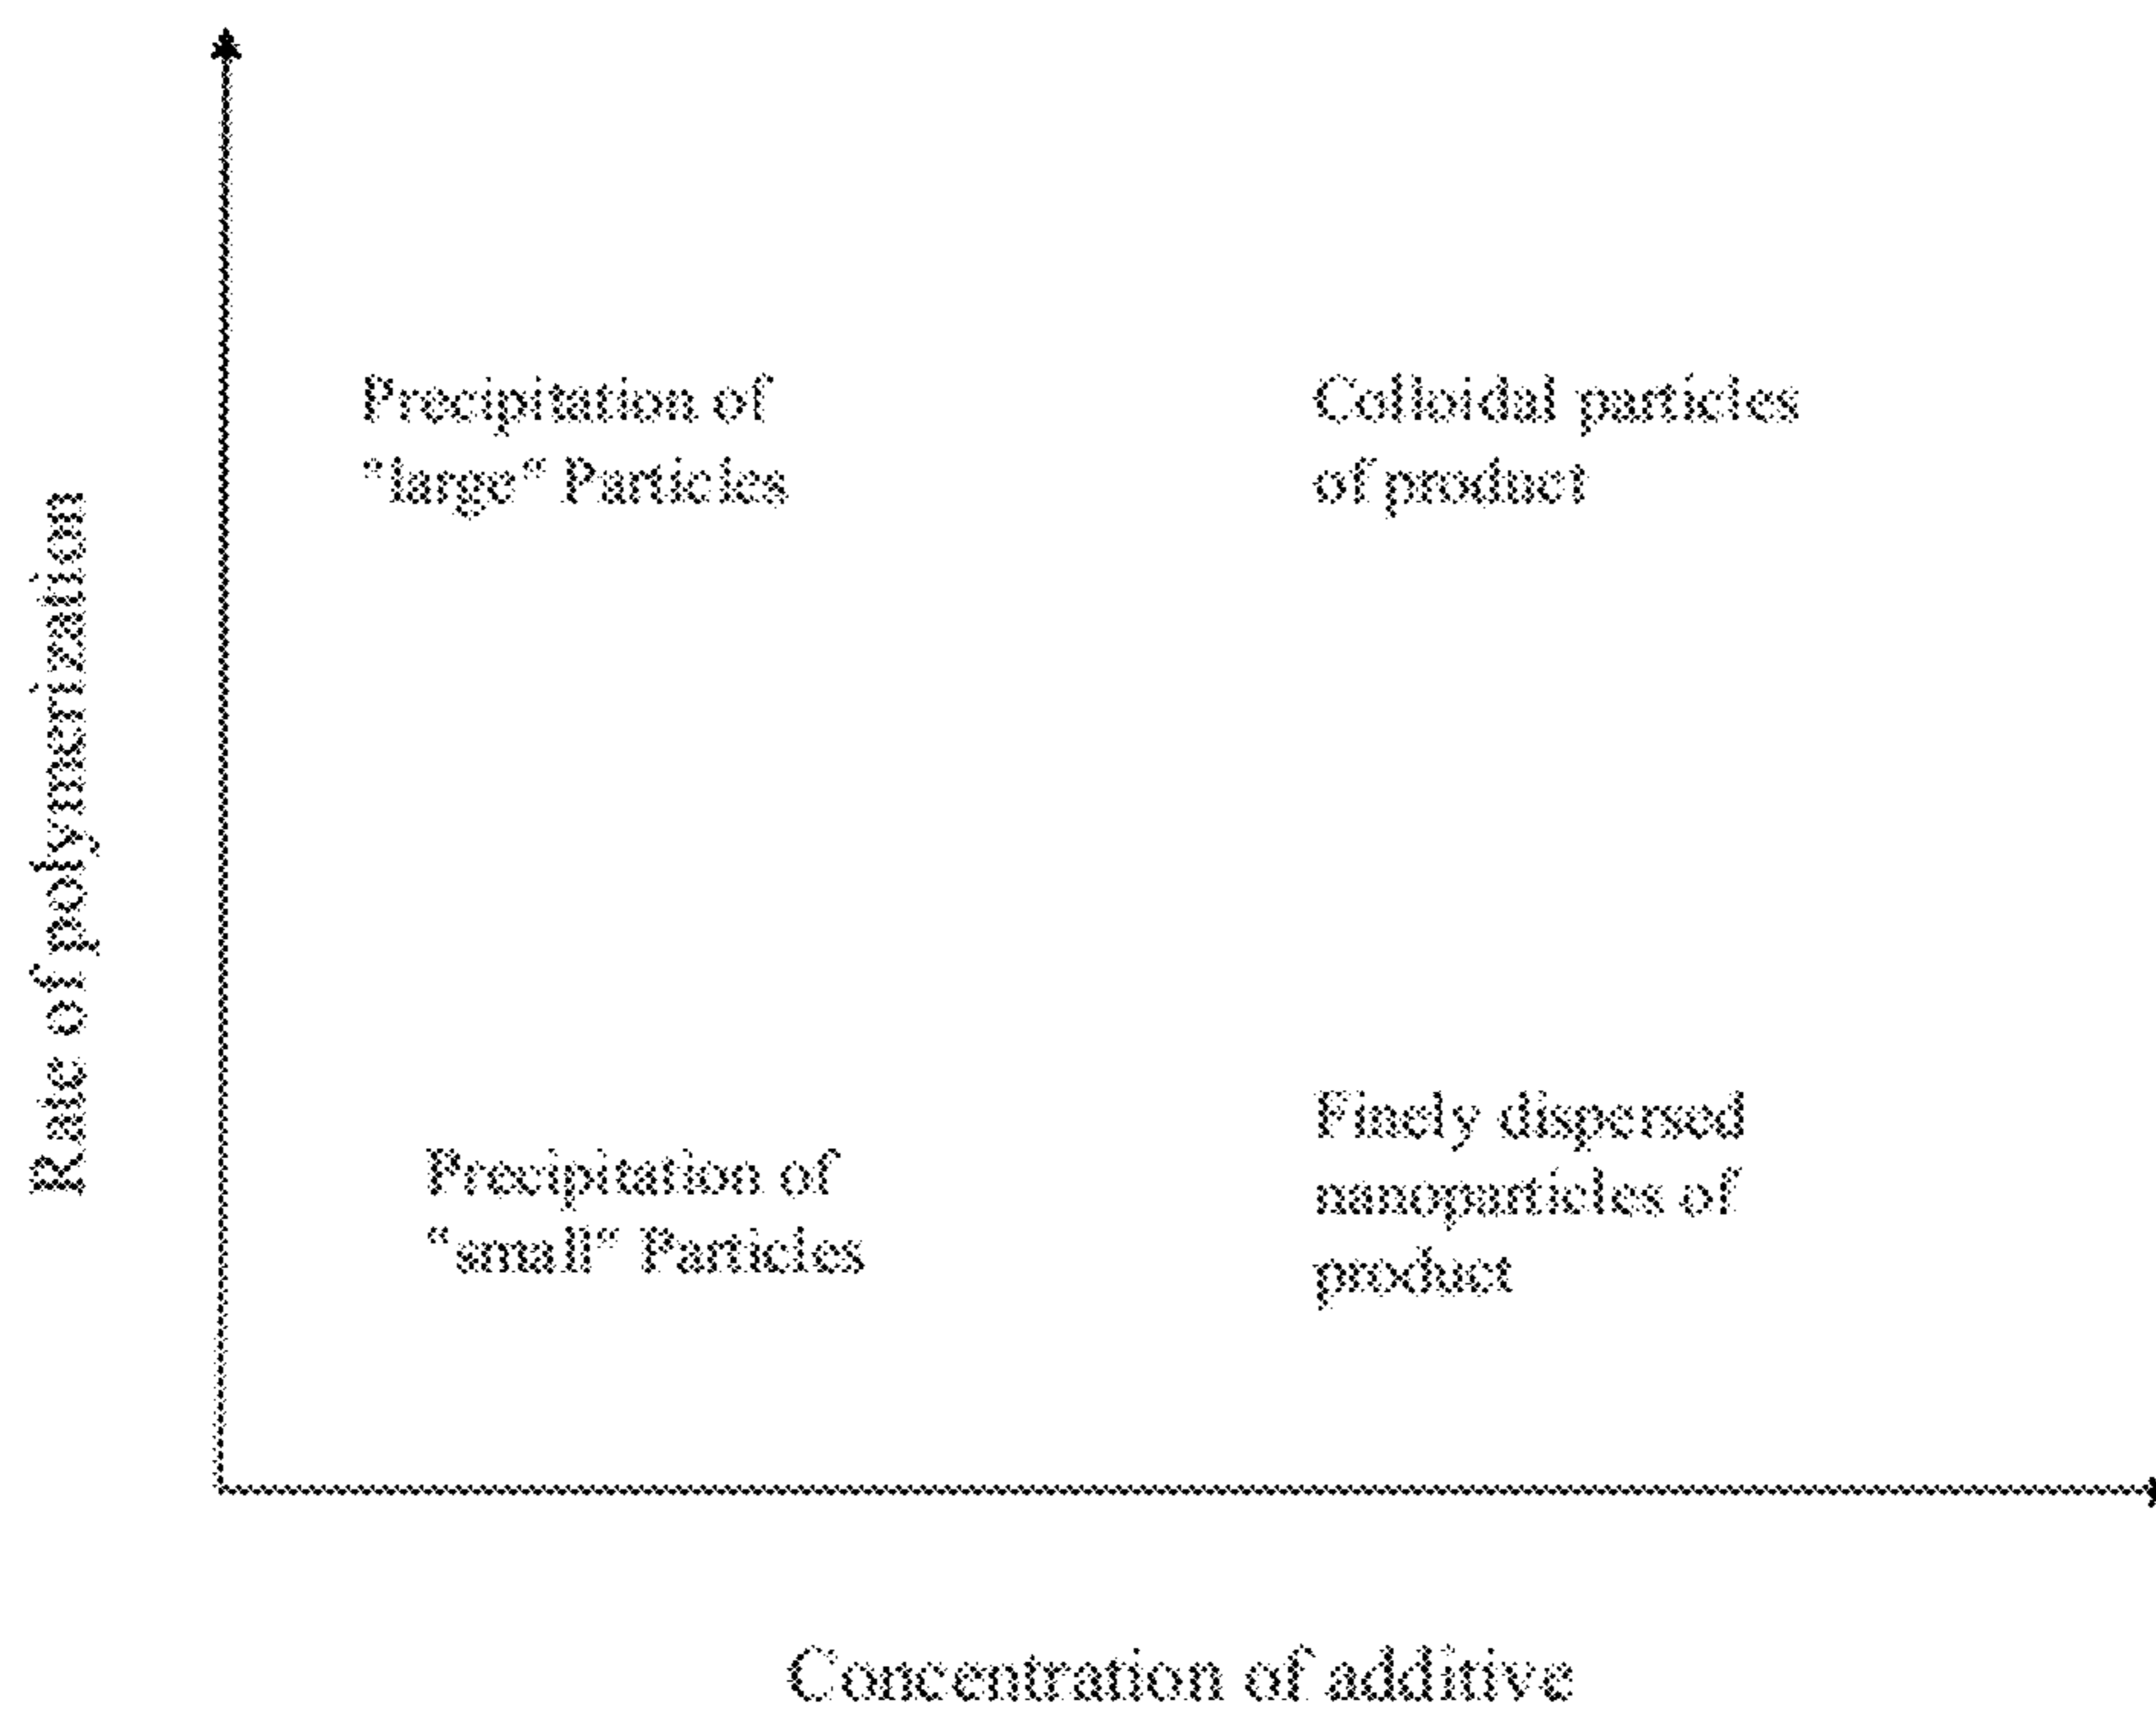 Rate of polymerization
Precipitation of
"large" Particles
Colloidal particles
of product
Precipitation of
"small" Particles
Finely dispersed
nanoparticles of
product
Concentration of additive